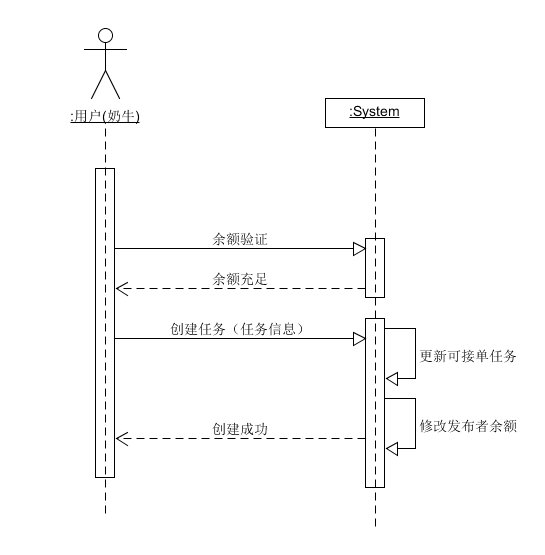 :用户(奶牛)
:System
余额验证
余额充足
创建任务（任务信息）
更新可接单任务
修改发布者余额
创建成功